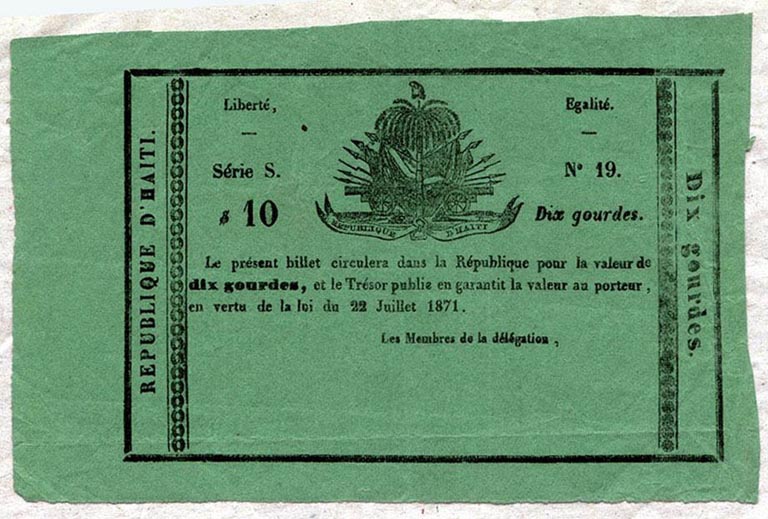 REPUBLIQUE D'HAITI.
Liberté,
Egalité.
Série S.
Nº 19.
$ 10
Dix gourdes.
REPUBLIQUE D'HAITI
Le présent billet circulera dans la République pour la valeur de
dix gourdes, et le Trésor public en garantit la valeur au porteur,
en vertu de la loi du 22 Juillet 1871.
Les Membres de la délégation,
Dix gourdes.